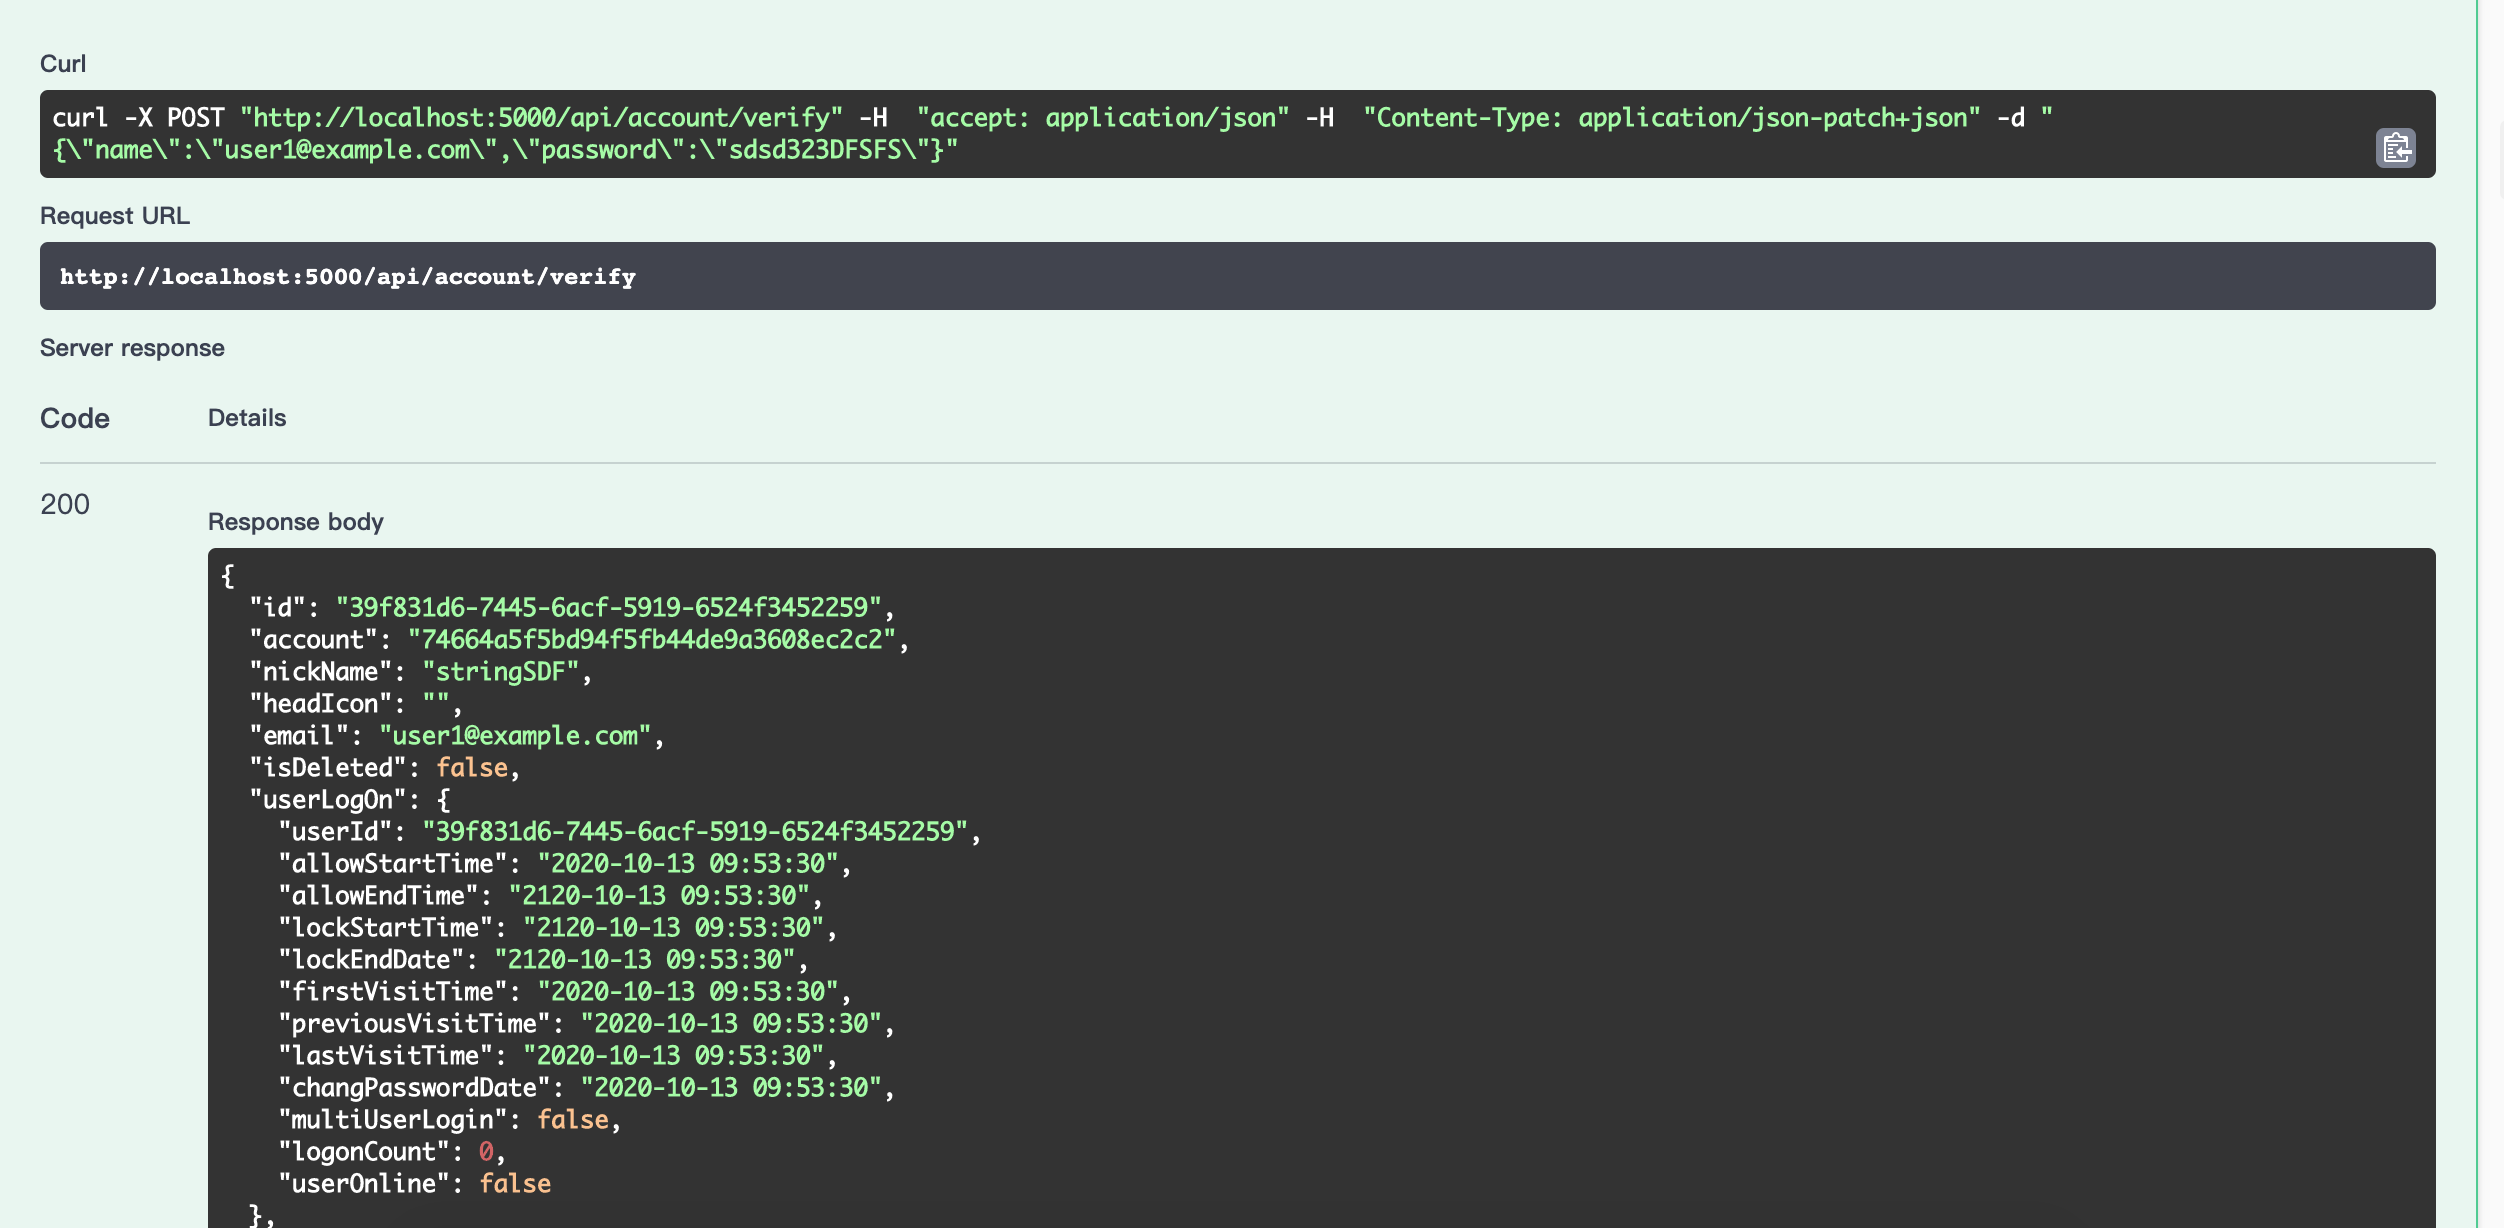 Curl
curl -X POST "http://localhost:5000/api/account/verify" -H  "accept: application/json" -H  "Content-Type: application/json-patch+json" -d "
{\"name\":\"user1@example.com\",\"password\":\"sdsd323DFSFS\"}"
Request URL
http://localhost:5000/api/account/verify
Server response
Code Details
200
Response body
{
  "id": "39f831d6-7445-6acf-5919-6524f3452259",
  "account": "74664a5f5bd94f5fb44de9a3608ec2c2",
  "nickName": "stringSDF",
  "headIcon": "",
  "email": "user1@example.com",
  "isDeleted": false,
  "userLogOn": {
    "userId": "39f831d6-7445-6acf-5919-6524f3452259",
    "allowStartTime": "2020-10-13 09:53:30",
    "allowEndTime": "2120-10-13 09:53:30",
    "lockStartTime": "2120-10-13 09:53:30",
    "lockEndDate": "2120-10-13 09:53:30",
    "firstVisitTime": "2020-10-13 09:53:30",
    "previousVisitTime": "2020-10-13 09:53:30",
    "lastVisitTime": "2020-10-13 09:53:30",
    "changPasswordDate": "2020-10-13 09:53:30",
    "multiUserLogin": false,
    "logonCount": 0,
    "userOnline": false
  },